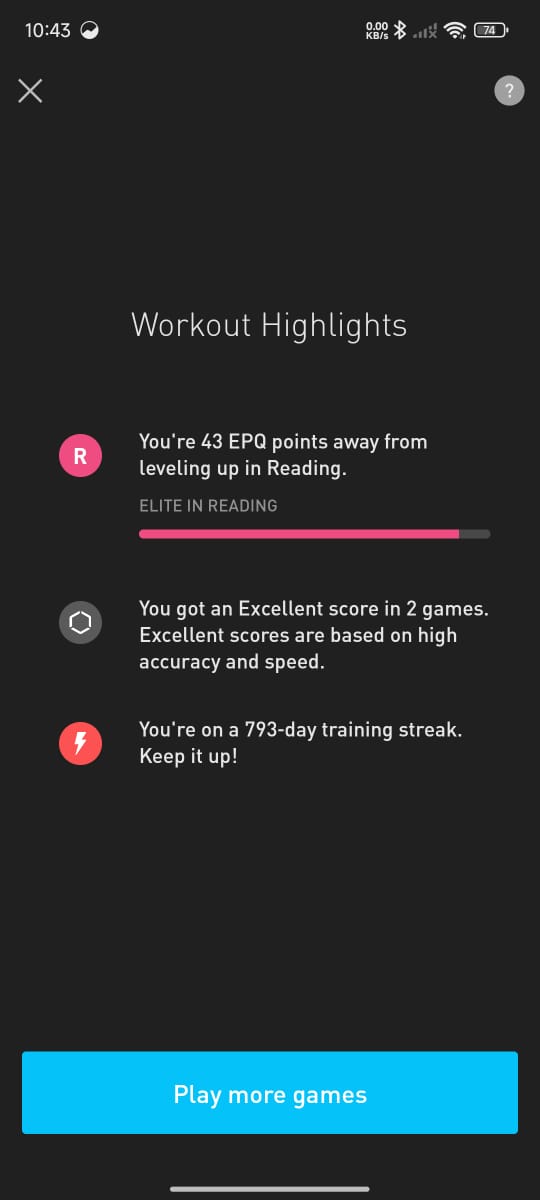 10:43
0.00
KB/s
74
?
Workout Highlights
R
You're 43 EPQ points away from
leveling up in Reading.
ELITE IN READING
You got an Excellent score in 2 games.
Excellent scores are based on high
accuracy and speed.
You're on a 793-day training streak.
Keep it up!
Play more games